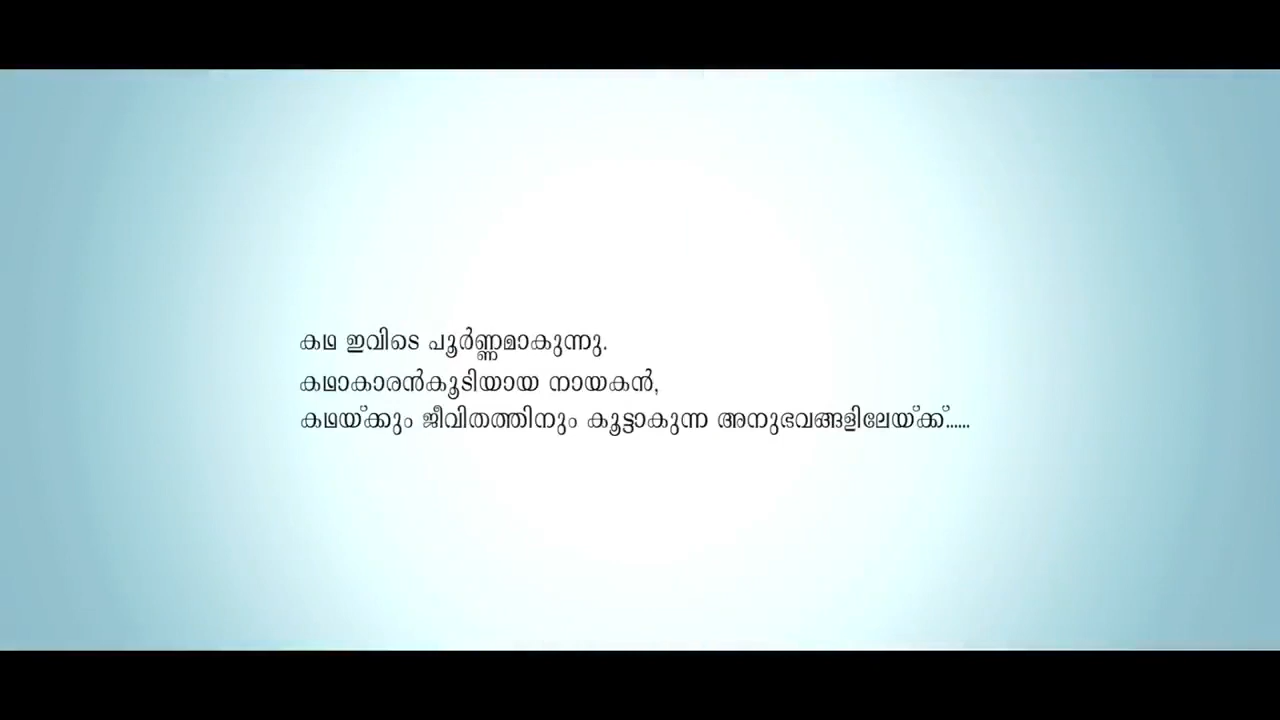 കഥ ഇവിടെ പൂർണ്ണമാകുന്നു.
കഥാകാരൻകൂടിയായ നായകൻ,
കഥയ്ക്കും ജീവിതത്തിനും കൂട്ടാകുന്ന അനുഭവങ്ങളിലേയ്ക്ക്......